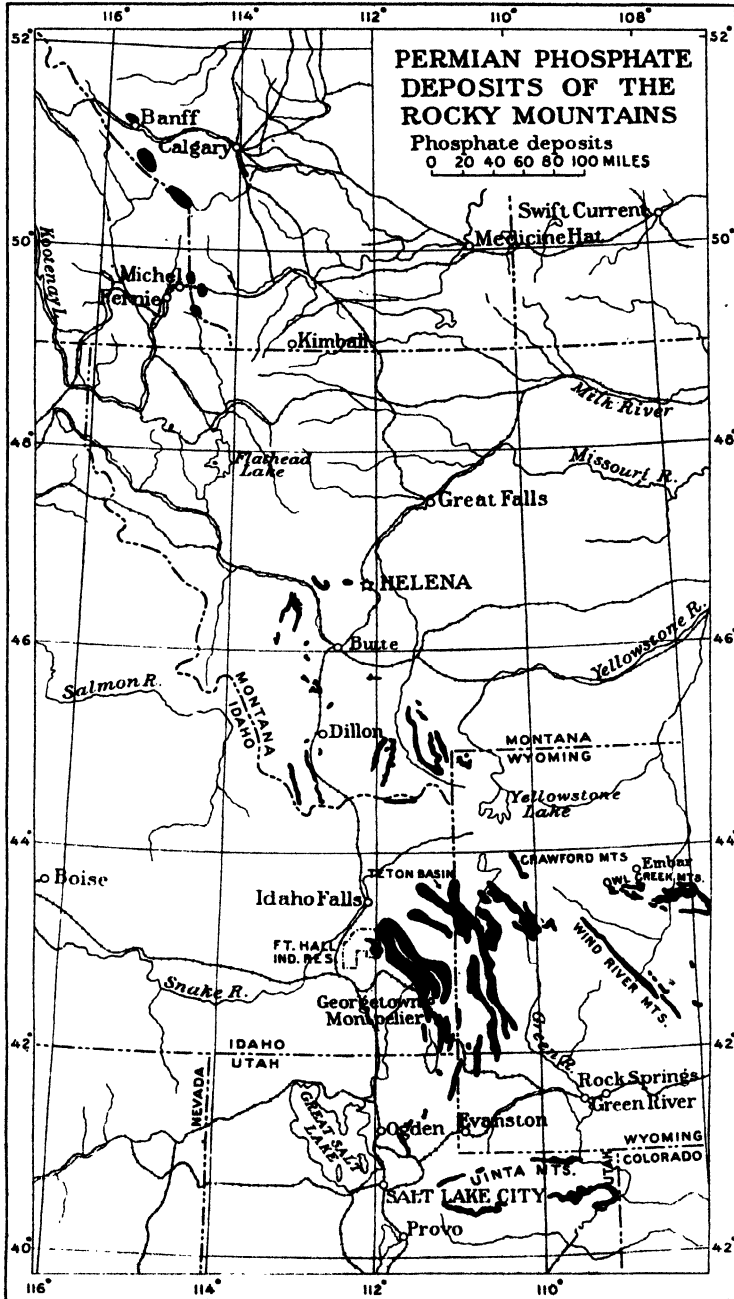 116° 114° 112° 110° 108°
52° 52°
PERMIAN PHOSPHATE
DEPOSITS OF THE
ROCKY MOUNTAINS
Phosphate deposits
0 20 40 60 80 100 MILES
Banff
Calgary
Swift Current
Medicine Hat
50° 50°
Kootenay L.
Michel
Fernie
Kimball
Milk River
48° 48°
Flathead
Lake
Missouri R.
Great Falls
HELENA
46° 46°
Butte
Yellowstone R.
Salmon R.
MONTANA
IDAHO
Dillon
MONTANA
WYOMING
Yellowstone
Lake
44° 44°
CRAWFORD MTS
Embar
OWL CREEK MTS.
TETON BASIN
Boise
Idaho Falls
FT. HALL
IND. RES
WIND RIVER MTS.
Snake R.
Georgetown
Montpelier
Green R.
42° 42°
IDAHO
UTAH
NEVADA
Rock Springs
Green River
GREAT SALT
LAKE
Ogden
Evanston
WYOMING
COLORADO
UINTA MTS.
UTAH
SALT LAKE CITY
Provo
40° 42°
116° 114° 112° 110°